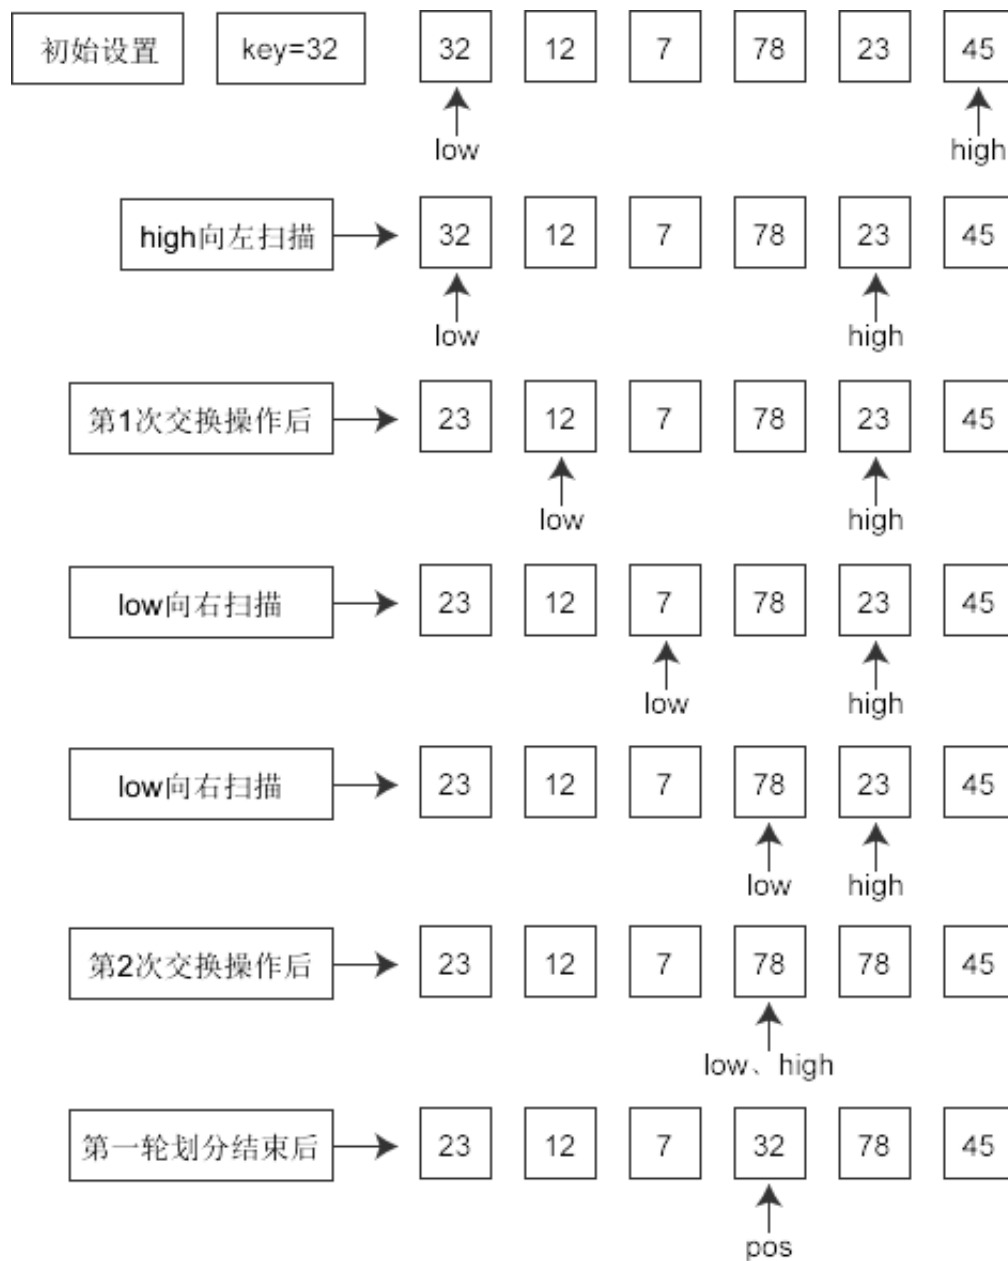 初始设置 key=32 32 12 7 78 23 45
low high
high向左扫描 32 12 7 78 23 45
low high
第1次交换操作后 23 12 7 78 23 45
low high
low向右扫描 23 12 7 78 23 45
low high
low向右扫描 23 12 7 78 23 45
low high
第2次交换操作后 23 12 7 78 78 45
low、high
第一轮划分结束后 23 12 7 32 78 45
pos